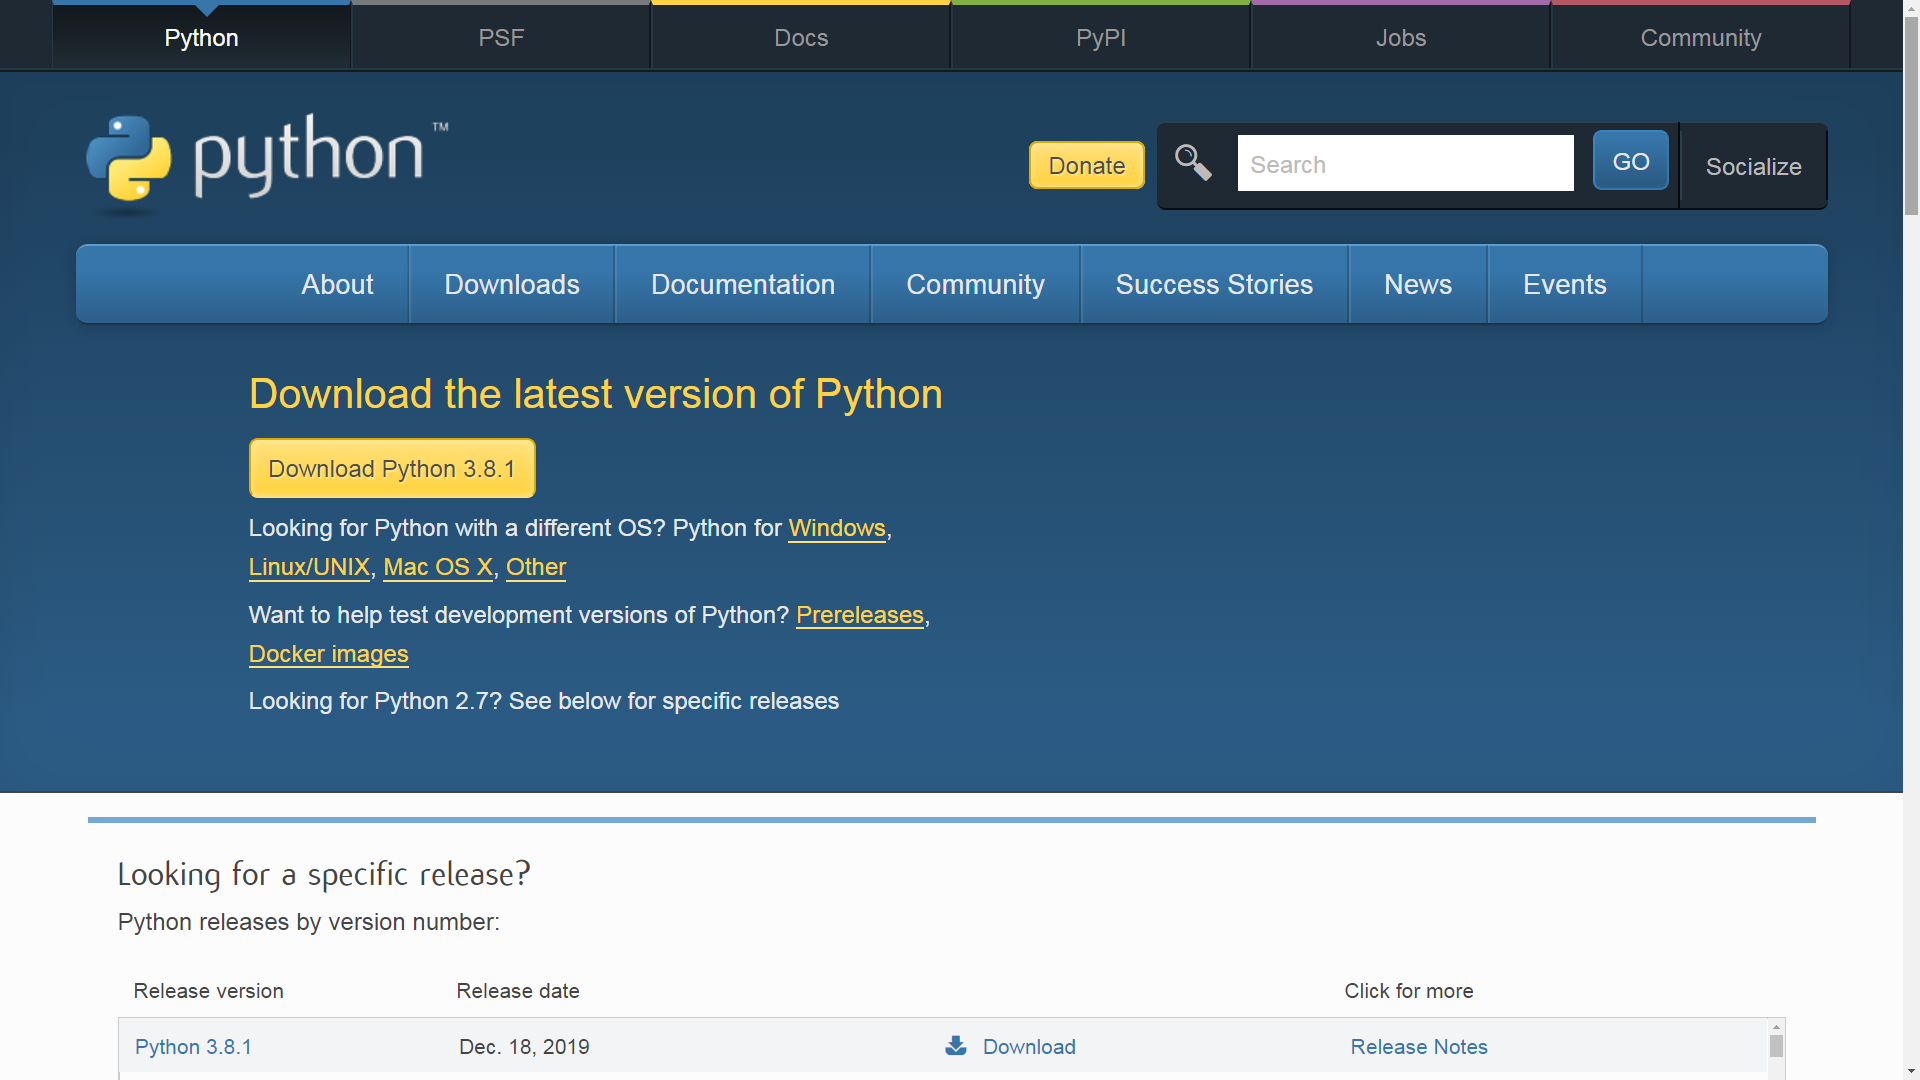 Python PSF Docs PyPI Jobs Community
python™
Donate Search GO Socialize
About Downloads Documentation Community Success Stories News Events
Download the latest version of Python
Download Python 3.8.1
Looking for Python with a different OS? Python for Windows,
Linux/UNIX, Mac OS X, Other
Want to help test development versions of Python? Prereleases,
Docker images
Looking for Python 2.7? See below for specific releases
Looking for a specific release?
Python releases by version number:
Release version Release date Click for more
Python 3.8.1 Dec. 18, 2019 Download Release Notes